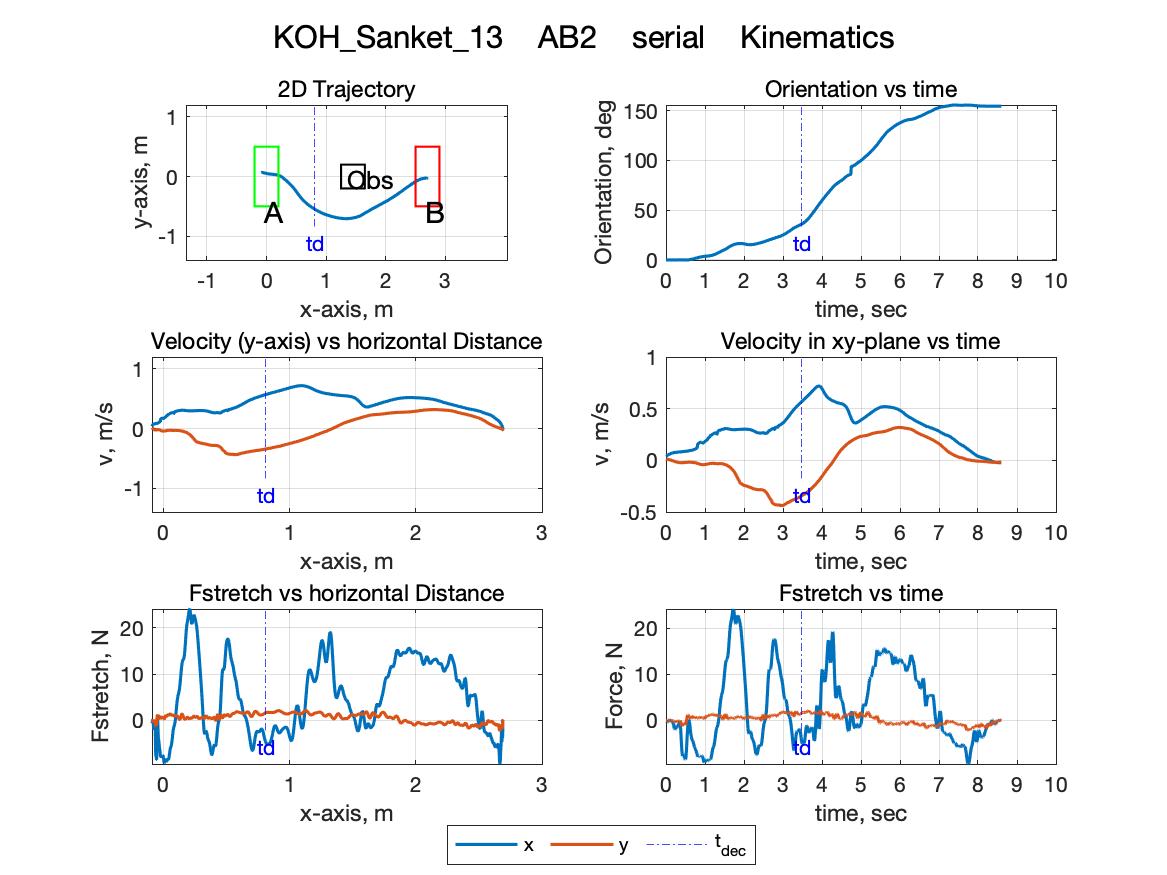 KOH_Sanket_13 AB2 serial Kinematics
2D Trajectory
y-axis, m
1
0
-1
A
Obs
B
td
-1 0 1 2 3
x-axis, m
Orientation vs time
Orientation, deg
150
100
50
0
td
0 1 2 3 4 5 6 7 8 9 10
time, sec
Velocity (y-axis) vs horizontal Distance
v, m/s
1
0
-1
td
0 1 2 3
x-axis, m
Velocity in xy-plane vs time
v, m/s
1
0.5
0
-0.5
td
0 1 2 3 4 5 6 7 8 9 10
time, sec
Fstretch vs horizontal Distance
Fstretch, N
20
10
0
td
0 1 2 3
x-axis, m
Fstretch vs time
Force, N
20
10
0
td
0 1 2 3 4 5 6 7 8 9 10
time, sec
x y t_dec